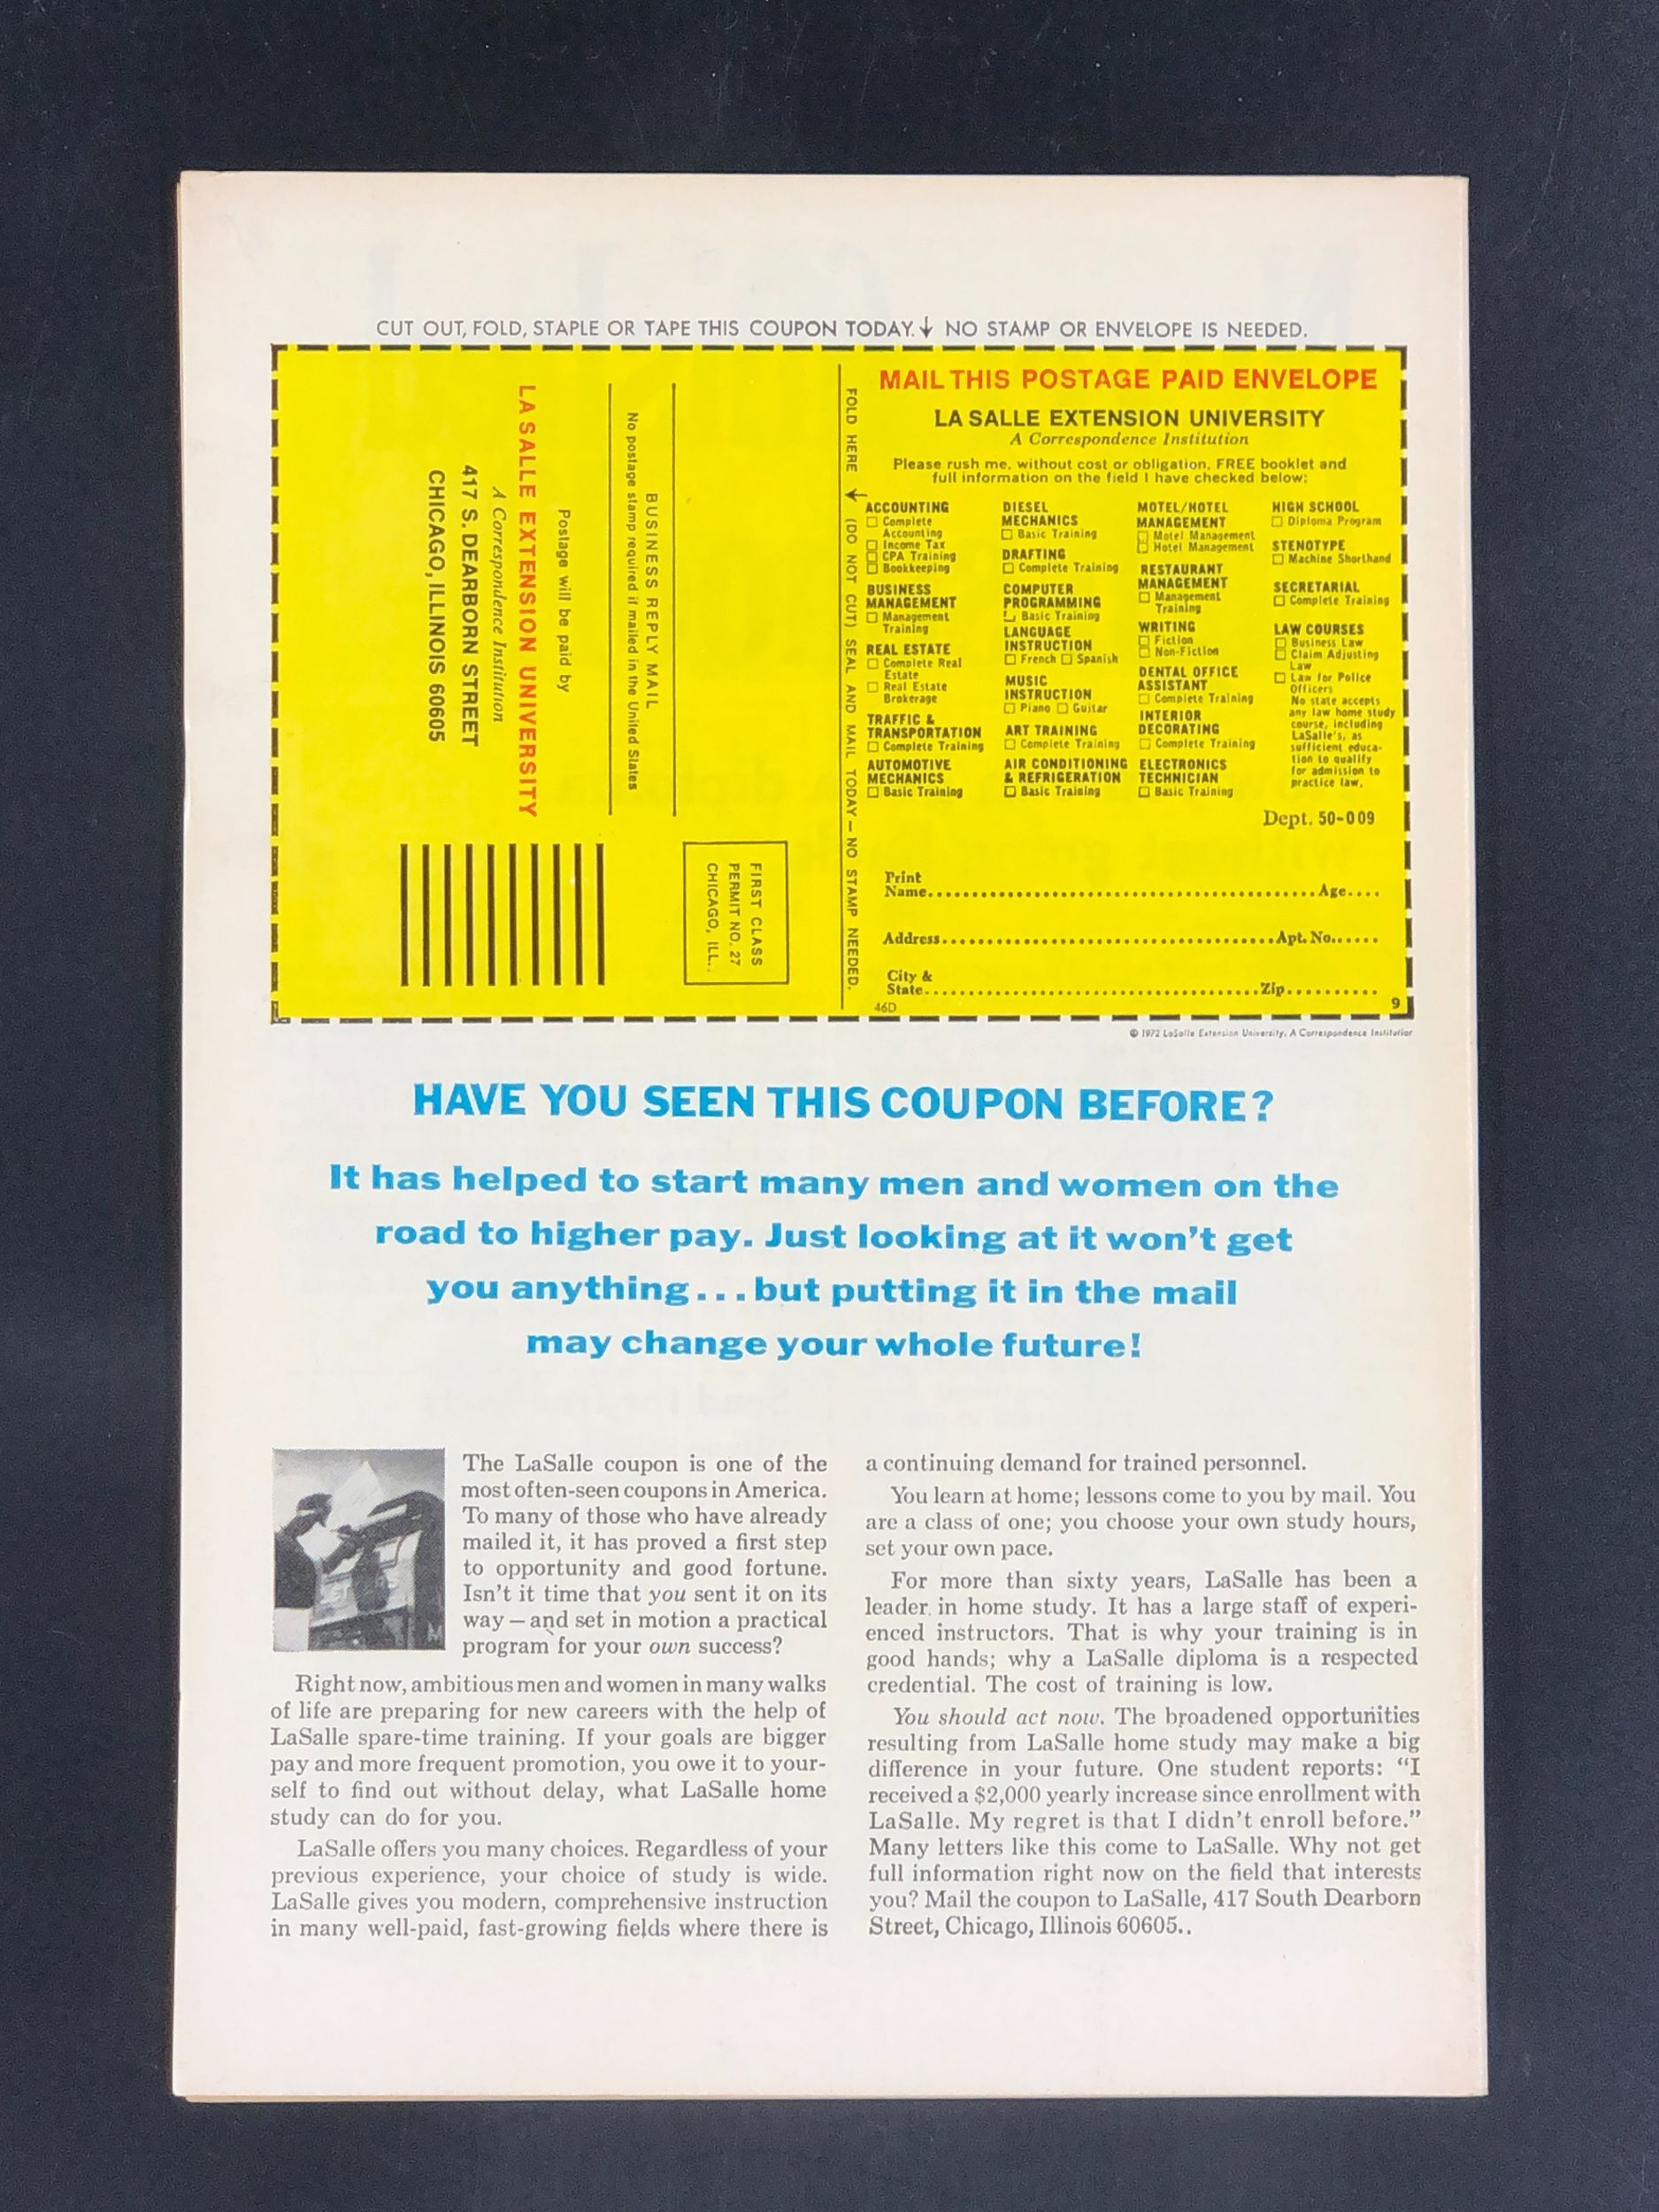 CUT OUT, FOLD, STAPLE OR TAPE THIS COUPON TODAY. ↓ NO STAMP OR ENVELOPE IS NEEDED.
BUSINESS REPLY MAIL
No postage stamp required if mailed in the United States
Postage will be paid by
LA SALLE EXTENSION UNIVERSITY
A Correspondence Institution
417 S. DEARBORN STREET
CHICAGO, ILLINOIS 60605
FIRST CLASS
PERMIT NO. 27
CHICAGO, ILL..
FOLD HERE ↓ (DO NOT CUT) SEAL AND MAIL TODAY — NO STAMP NEEDED.
MAIL THIS POSTAGE PAID ENVELOPE
LA SALLE EXTENSION UNIVERSITY
A Correspondence Institution
Please rush me, without cost or obligation, FREE booklet and
full information on the field I have checked below:
ACCOUNTING
☐ Complete
Accounting
☐ Income Tax
☐ CPA Training
☐ Bookkeeping
BUSINESS
MANAGEMENT
☐ Management
Training
REAL ESTATE
☐ Complete Real
Estate
☐ Real Estate
Brokerage
TRAFFIC &
TRANSPORTATION
☐ Complete Training
AUTOMOTIVE
MECHANICS
☐ Basic Training
DIESEL
MECHANICS
☐ Basic Training
DRAFTING
☐ Complete Training
COMPUTER
PROGRAMMING
☐ Basic Training
LANGUAGE
INSTRUCTION
☐ French ☐ Spanish
MUSIC
INSTRUCTION
☐ Piano ☐ Guitar
ART TRAINING
☐ Complete Training
AIR CONDITIONING
& REFRIGERATION
☐ Basic Training
MOTEL/HOTEL
MANAGEMENT
☐ Motel Management
☐ Hotel Management
RESTAURANT
MANAGEMENT
☐ Management
Training
WRITING
☐ Fiction
☐ Non-Fiction
DENTAL OFFICE
ASSISTANT
☐ Complete Training
INTERIOR
DECORATING
☐ Complete Training
ELECTRONICS
TECHNICIAN
☐ Basic Training
HIGH SCHOOL
☐ Diploma Program
STENOTYPE
☐ Machine Shorthand
SECRETARIAL
☐ Complete Training
LAW COURSES
☐ Business Law
☐ Claim Adjusting
Law
☐ Law for Police
Officers
No state accepts
any law home study
course, including
LaSalle's, as
sufficient educa-
tion to qualify
for admission to
practice law.
Dept. 50-009
Print
Name........................................Age....
Address........................................Apt. No......
City &
State........................................Zip..........
46D 9
© 1972 LaSalle Extension University, A Correspondence Institution
HAVE YOU SEEN THIS COUPON BEFORE?
It has helped to start many men and women on the
road to higher pay. Just looking at it won't get
you anything...but putting it in the mail
may change your whole future!
The LaSalle coupon is one of the
most often-seen coupons in America.
To many of those who have already
mailed it, it has proved a first step
to opportunity and good fortune.
Isn't it time that you sent it on its
way — and set in motion a practical
program for your own success?
Right now, ambitious men and women in many walks
of life are preparing for new careers with the help of
LaSalle spare-time training. If your goals are bigger
pay and more frequent promotion, you owe it to your-
self to find out without delay, what LaSalle home
study can do for you.
LaSalle offers you many choices. Regardless of your
previous experience, your choice of study is wide.
LaSalle gives you modern, comprehensive instruction
in many well-paid, fast-growing fields where there is
a continuing demand for trained personnel.
You learn at home; lessons come to you by mail. You
are a class of one; you choose your own study hours,
set your own pace.
For more than sixty years, LaSalle has been a
leader in home study. It has a large staff of experi-
enced instructors. That is why your training is in
good hands; why a LaSalle diploma is a respected
credential. The cost of training is low.
You should act now. The broadened opportunities
resulting from LaSalle home study may make a big
difference in your future. One student reports: “I
received a $2,000 yearly increase since enrollment with
LaSalle. My regret is that I didn't enroll before.”
Many letters like this come to LaSalle. Why not get
full information right now on the field that interests
you? Mail the coupon to LaSalle, 417 South Dearborn
Street, Chicago, Illinois 60605..